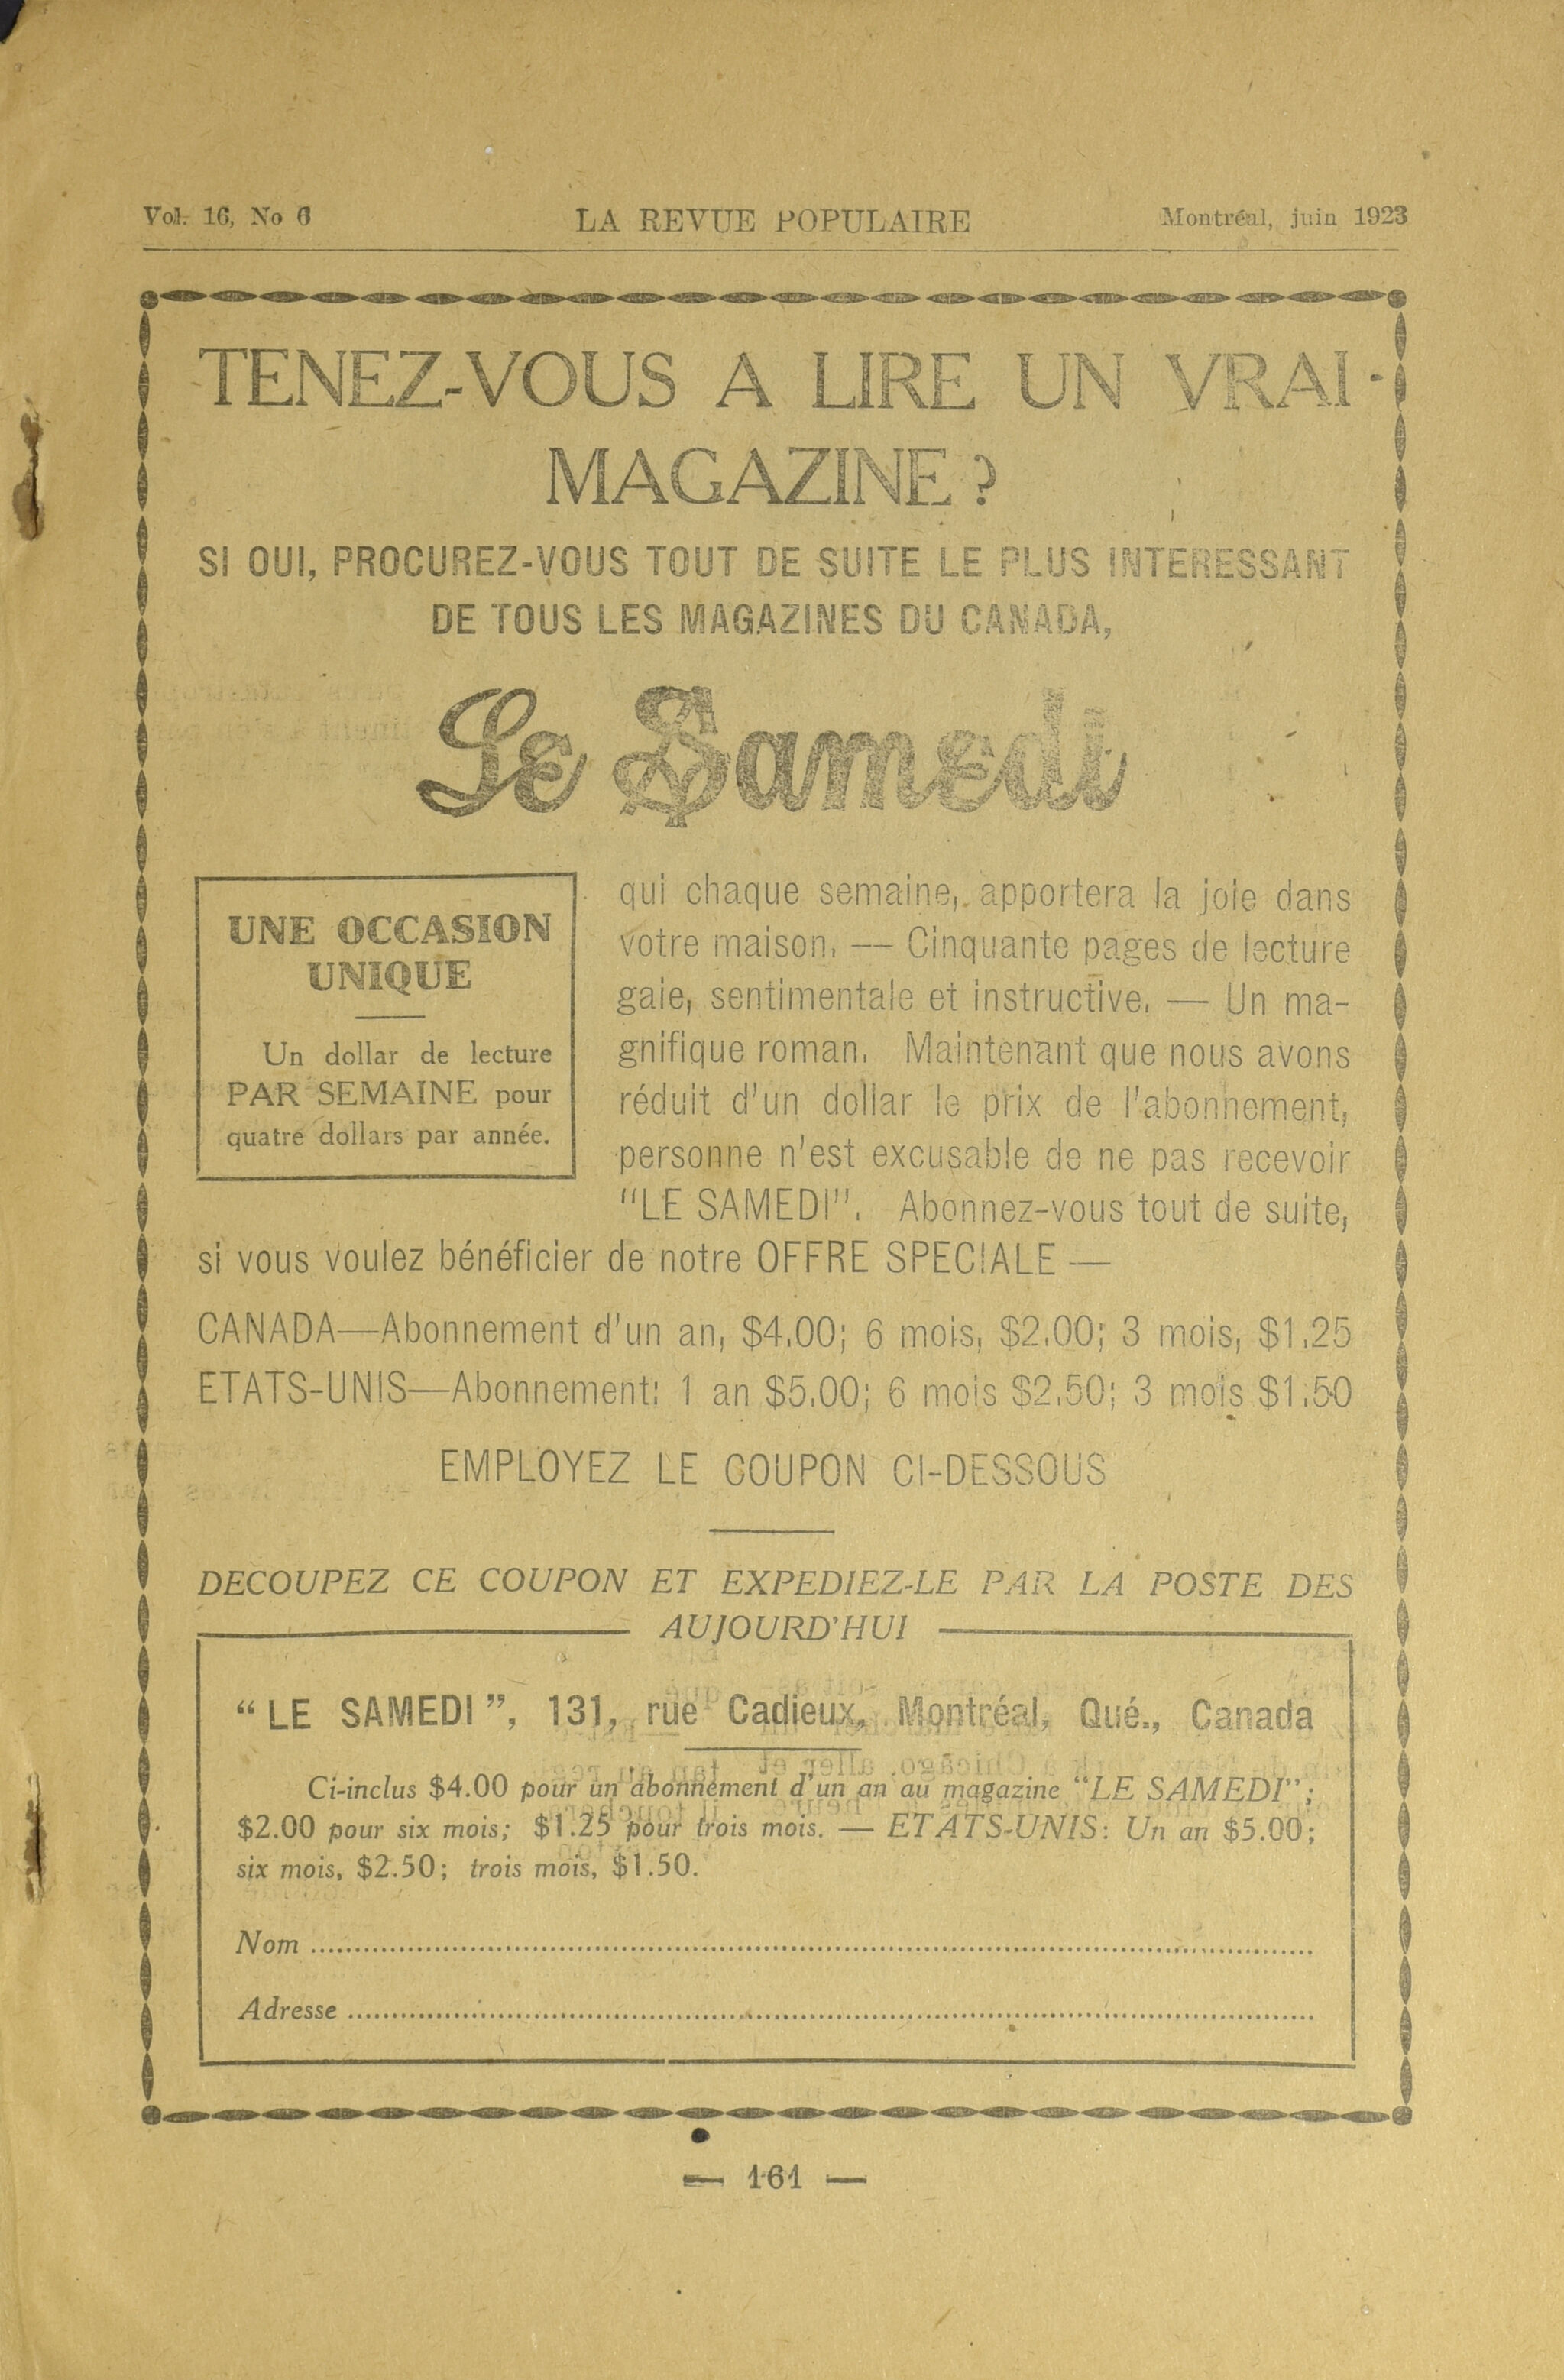 Vol. 16, No 6
LA REVUE POPULAIRE
Montréal, juin 1923
TENEZ-VOUS A LIRE UN VRAI
MAGAZINE ?
SI OUI, PROCUREZ-VOUS TOUT DE SUITE LE PLUS INTERESSANT
DE TOUS LES MAGAZINES DU CANADA,
Le Samedi
UNE OCCASION
UNIQUE
Un dollar de lecture
PAR SEMAINE pour
quatre dollars par année.
qui chaque semaine, apportera la joie dans
votre maison. — Cinquante pages de lecture
gaie, sentimentale et instructive. — Un ma-
gnifique roman. Maintenant que nous avons
réduit d'un dollar le prix de l'abonnement,
personne n'est excusable de ne pas recevoir
"LE SAMEDI". Abonnez-vous tout de suite,
si vous voulez bénéficier de notre OFFRE SPECIALE —
CANADA—Abonnement d'un an, $4.00; 6 mois, $2.00; 3 mois, $1.25
ETATS-UNIS—Abonnement: 1 an $5.00; 6 mois $2.50; 3 mois $1.50
EMPLOYEZ LE COUPON CI-DESSOUS
DECOUPEZ CE COUPON ET EXPEDIEZ-LE PAR LA POSTE DES
AUJOURD'HUI
"LE SAMEDI", 131, rue Cadieux, Montréal, Qué., Canada
Ci-inclus $4.00 pour un abonnement d'un an au magazine "LE SAMEDI";
$2.00 pour six mois; $1.25 pour trois mois. — ETATS-UNIS: Un an $5.00;
six mois, $2.50; trois mois, $1.50.
Nom
Adresse
— 161 —